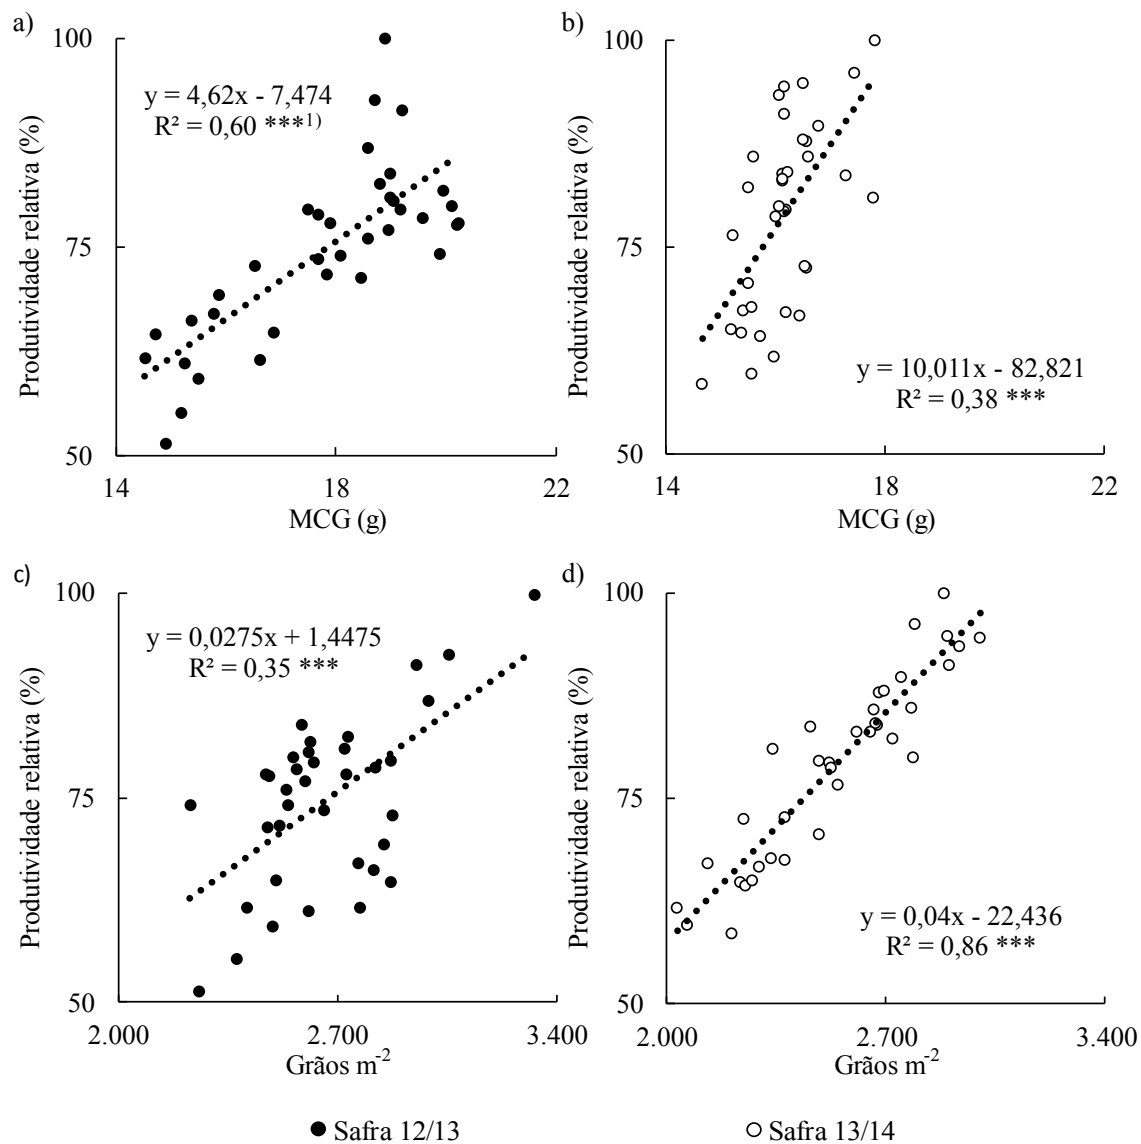 a)
100
75
50
Produtividade relativa (%)
y = 4,62x - 7,474
R² = 0,60 ***1)
14
18
22
MCG (g)
b)
100
75
50
Produtividade relativa (%)
y = 10,011x - 82,821
R² = 0,38 ***
14
18
22
MCG (g)
c)
100
75
50
Produtividade relativa (%)
y = 0,0275x + 1,4475
R² = 0,35 ***
2.000
2.700
3.400
Grãos m-2
d)
100
75
50
Produtividade relativa (%)
y = 0,04x - 22,436
R² = 0,86 ***
2.000
2.700
3.400
Grãos m-2
Safra 12/13
Safra 13/14